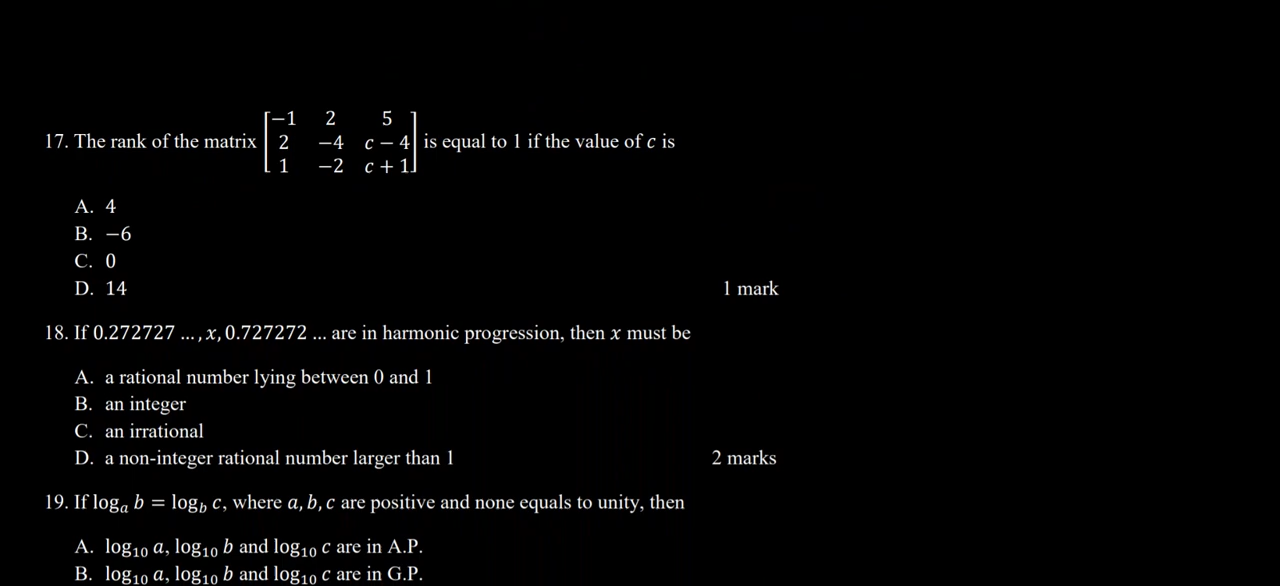 17. The rank of the matrix [−1 2 5
2 −4 c − 4
1 −2 c + 1] is equal to 1 if the value of c is
A. 4
B. −6
C. 0
D. 14 1 mark
18. If 0.272727 ..., x, 0.727272 ... are in harmonic progression, then x must be
A. a rational number lying between 0 and 1
B. an integer
C. an irrational
D. a non-integer rational number larger than 1 2 marks
19. If logₐ b = log_b c, where a, b, c are positive and none equals to unity, then
A. log₁₀ a, log₁₀ b and log₁₀ c are in A.P.
B. log₁₀ a, log₁₀ b and log₁₀ c are in G.P.